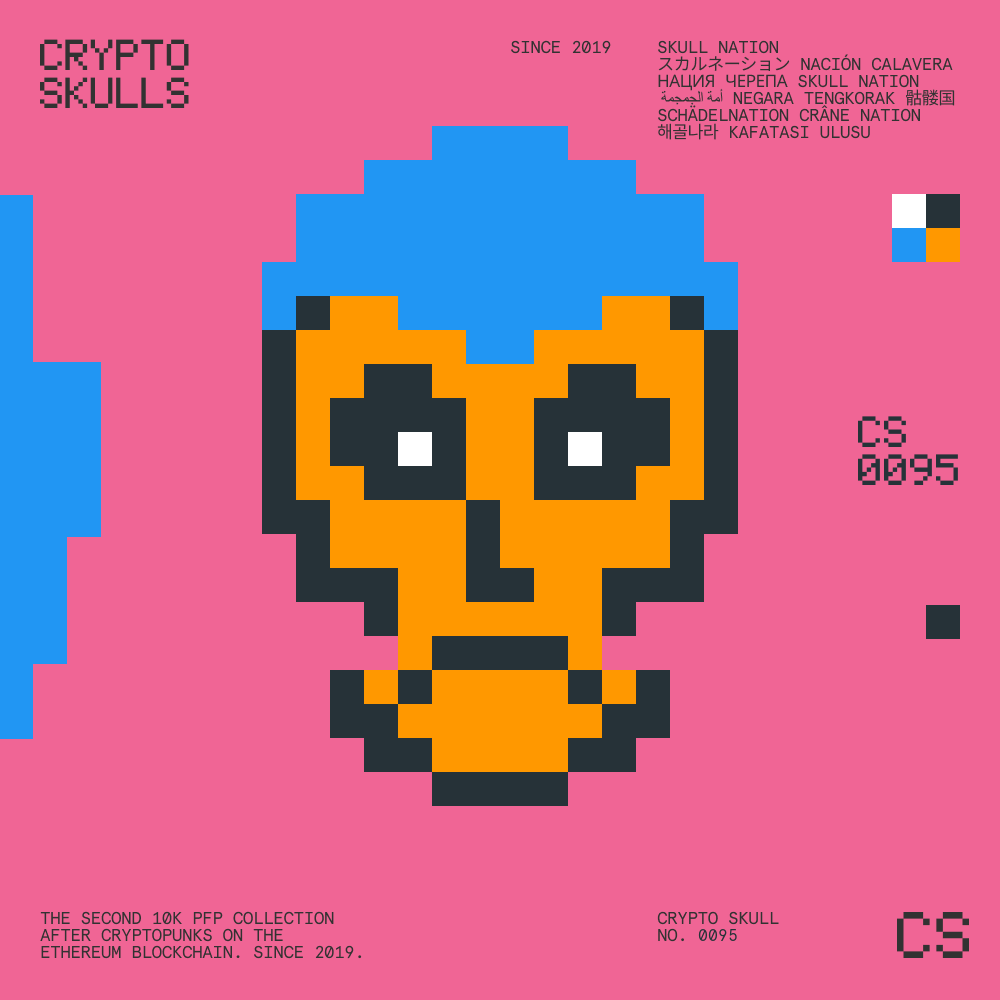 CRYPTO
SKULLS
SINCE 2019
SKULL NATION
スカルネーション NACIÓN CALAVERA
НАЦИЯ ЧЕРЕПА SKULL NATION
أمة الجمجمة NEGARA TENGKORAK 骷髅国
SCHÄDELNATION CRÂNE NATION
해골나라 KAFATASI ULUSU
CS
0095
THE SECOND 10K PFP COLLECTION
AFTER CRYPTOPUNKS ON THE
ETHEREUM BLOCKCHAIN. SINCE 2019.
CRYPTO SKULL
NO. 0095
CS